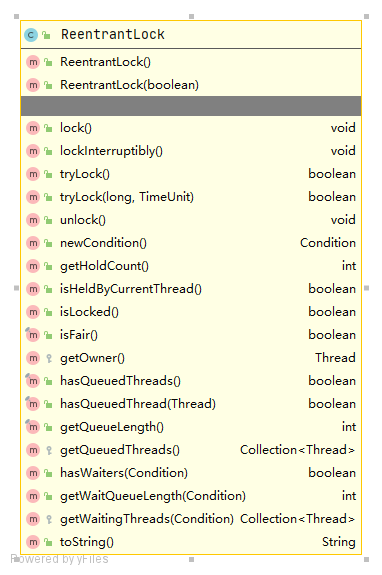 C ReentrantLock
m ReentrantLock()
m ReentrantLock(boolean)
m lock() void
m lockInterruptibly() void
m tryLock() boolean
m tryLock(long, TimeUnit) boolean
m unlock() void
m newCondition() Condition
m getHoldCount() int
m isHeldByCurrentThread() boolean
m isLocked() boolean
m isFair() boolean
m getOwner() Thread
m hasQueuedThreads() boolean
m hasQueuedThread(Thread) boolean
m getQueueLength() int
m getQueuedThreads() Collection<Thread>
m hasWaiters(Condition) boolean
m getWaitQueueLength(Condition) int
m getWaitingThreads(Condition) Collection<Thread>
m toString() String
Powered by yFiles